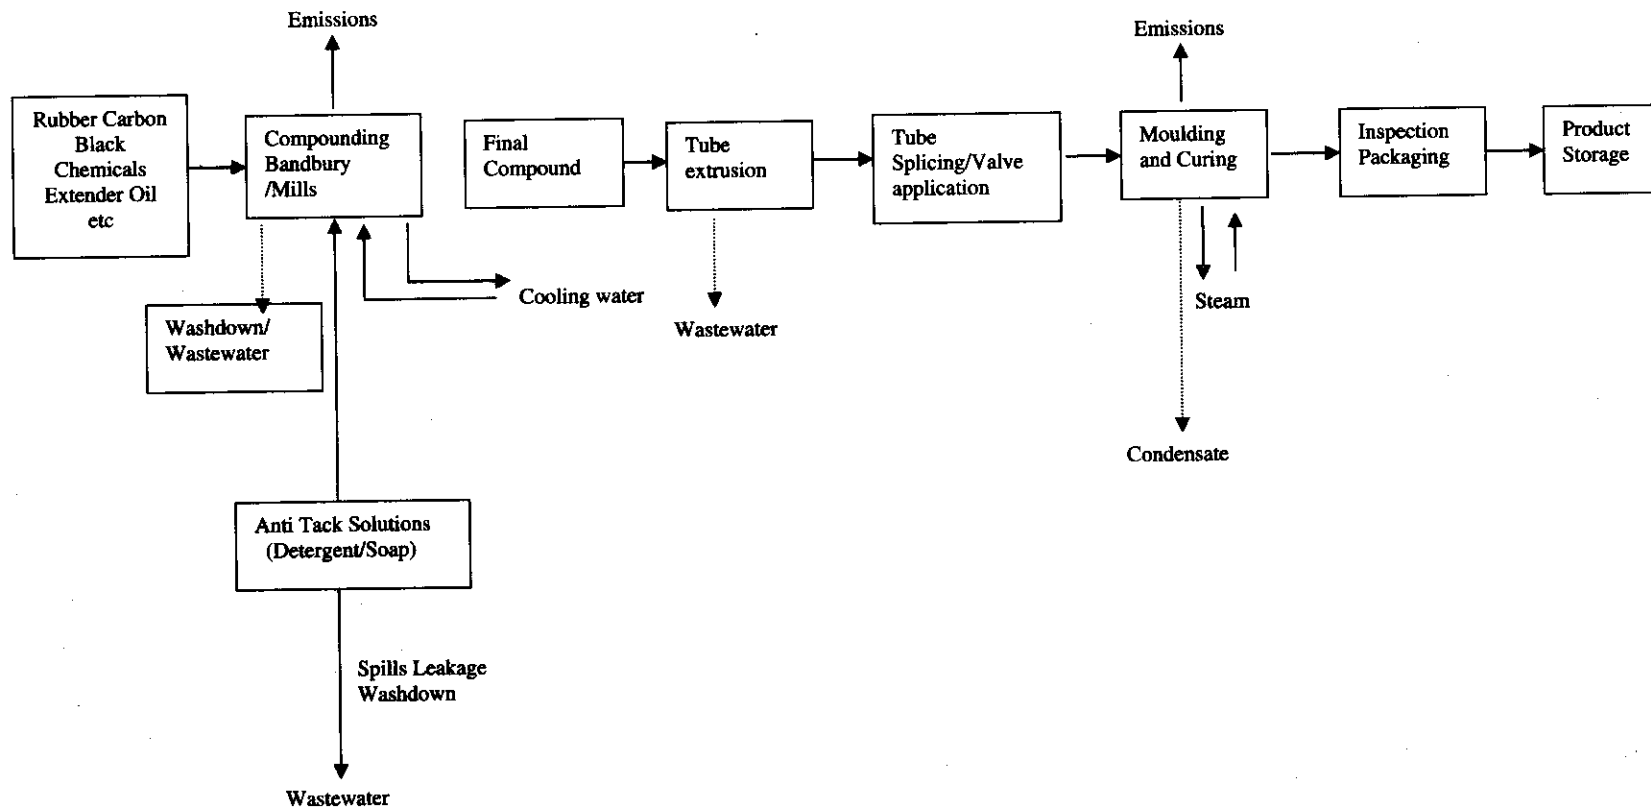 Emissions
Emissions
Rubber Carbon
Black
Chemicals
Extender Oil
etc
Compounding
Bandbury
/Mills
Final
Compound
Tube
extrusion
Tube
Splicing/Valve
application
Moulding
and Curing
Inspection
Packaging
Product
Storage
Cooling water
Steam
Washdown/
Wastewater
Wastewater
Condensate
Anti Tack Solutions
(Detergent/Soap)
Spills Leakage
Washdown
Wastewater